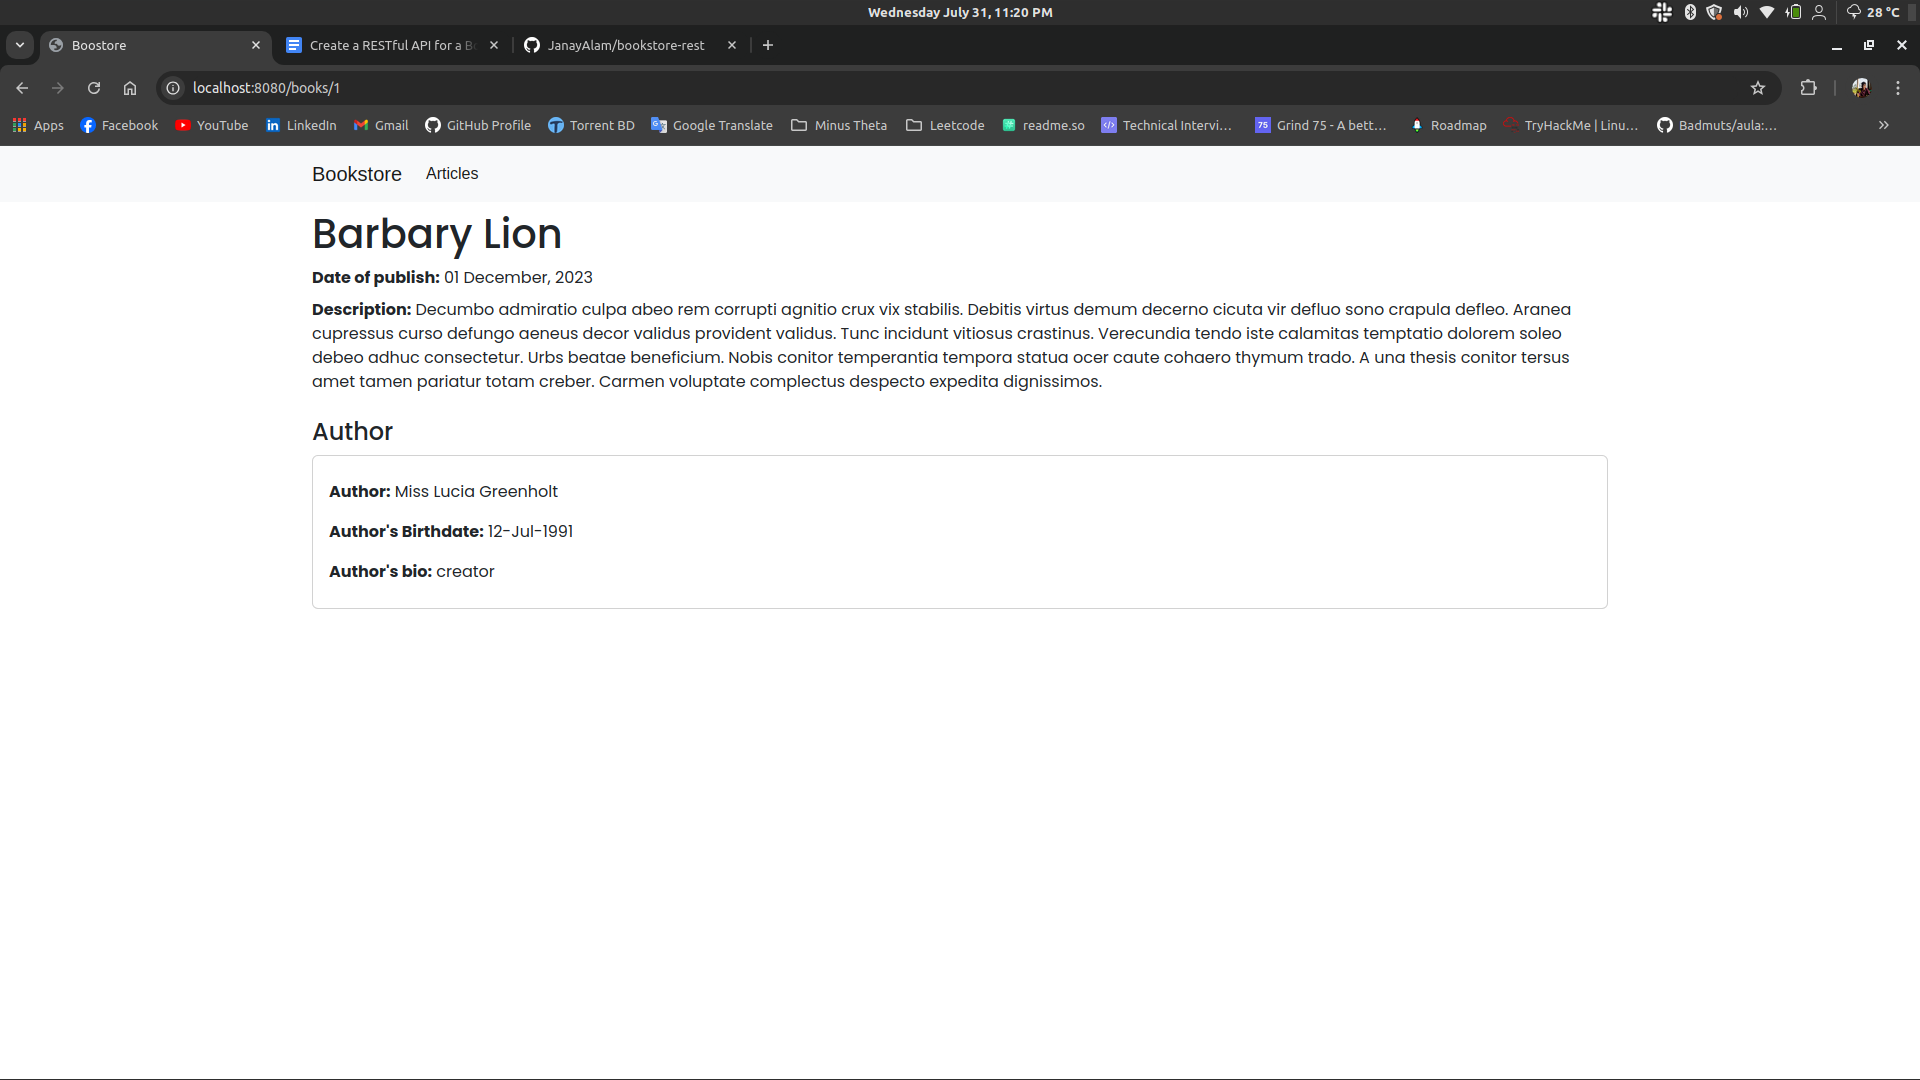 Wednesday July 31, 11:20 PM
28 °C
Boostore
Create a RESTful API for a Bo
JanayAlam/bookstore-rest
localhost:8080/books/1
Apps
Facebook
YouTube
LinkedIn
Gmail
GitHub Profile
Torrent BD
Google Translate
Minus Theta
Leetcode
readme.so
Technical Intervi...
75
Grind 75 - A bett...
Roadmap
TryHackMe | Linu...
Badmuts/aula:...
Bookstore
Articles
Barbary Lion
Date of publish: 01 December, 2023
Description: Decumbo admiratio culpa abeo rem corrupti agnitio crux vix stabilis. Debitis virtus demum decerno cicuta vir defluo sono crapula defleo. Aranea
cupressus curso defungo aeneus decor validus provident validus. Tunc incidunt vitiosus crastinus. Verecundia tendo iste calamitas temptatio dolorem soleo
debeo adhuc consectetur. Urbs beatae beneficium. Nobis conitor temperantia tempora statua ocer caute cohaero thymum trado. A una thesis conitor tersus
amet tamen pariatur totam creber. Carmen voluptate complectus despecto expedita dignissimos.
Author
Author: Miss Lucia Greenholt
Author's Birthdate: 12-Jul-1991
Author's bio: creator